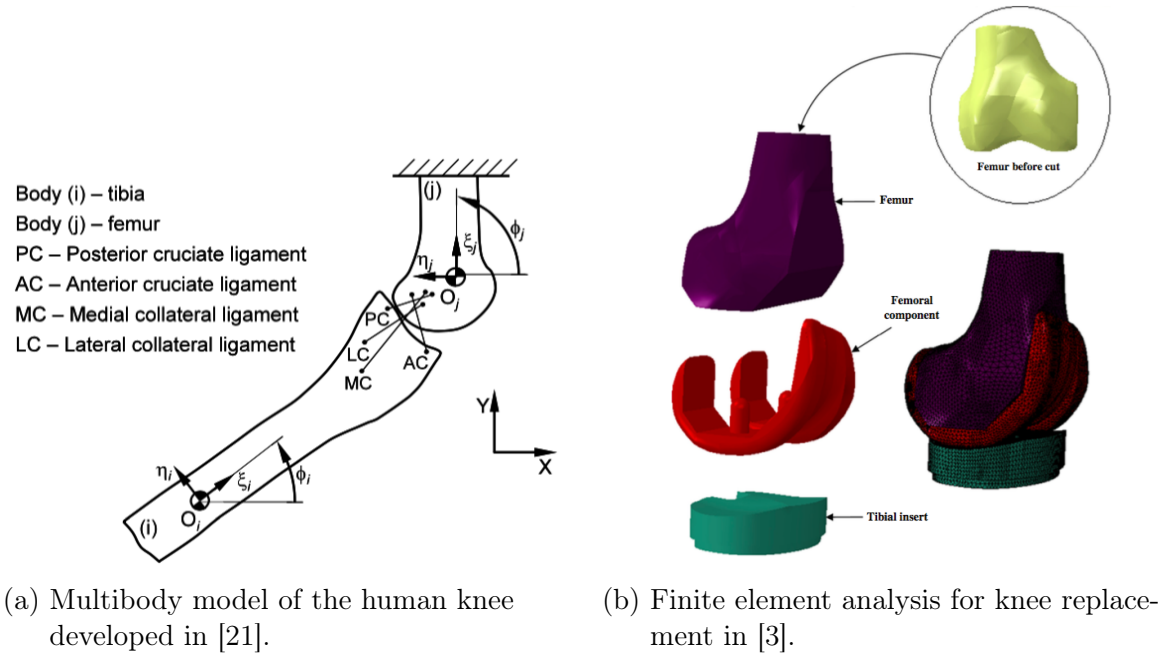 Body (i) – tibia
Body (j) – femur
PC – Posterior cruciate ligament
AC – Anterior cruciate ligament
MC – Medial collateral ligament
LC – Lateral collateral ligament
(j)
ϕj
ξj
ηj
Oj
PC
LC
AC
MC
Y
X
ηi
ξi
ϕi
Oi
(i)
Femur before cut
Femur
Femoral
component
Tibial insert
(a) Multibody model of the human knee
developed in [21].
(b) Finite element analysis for knee replace-
ment in [3].